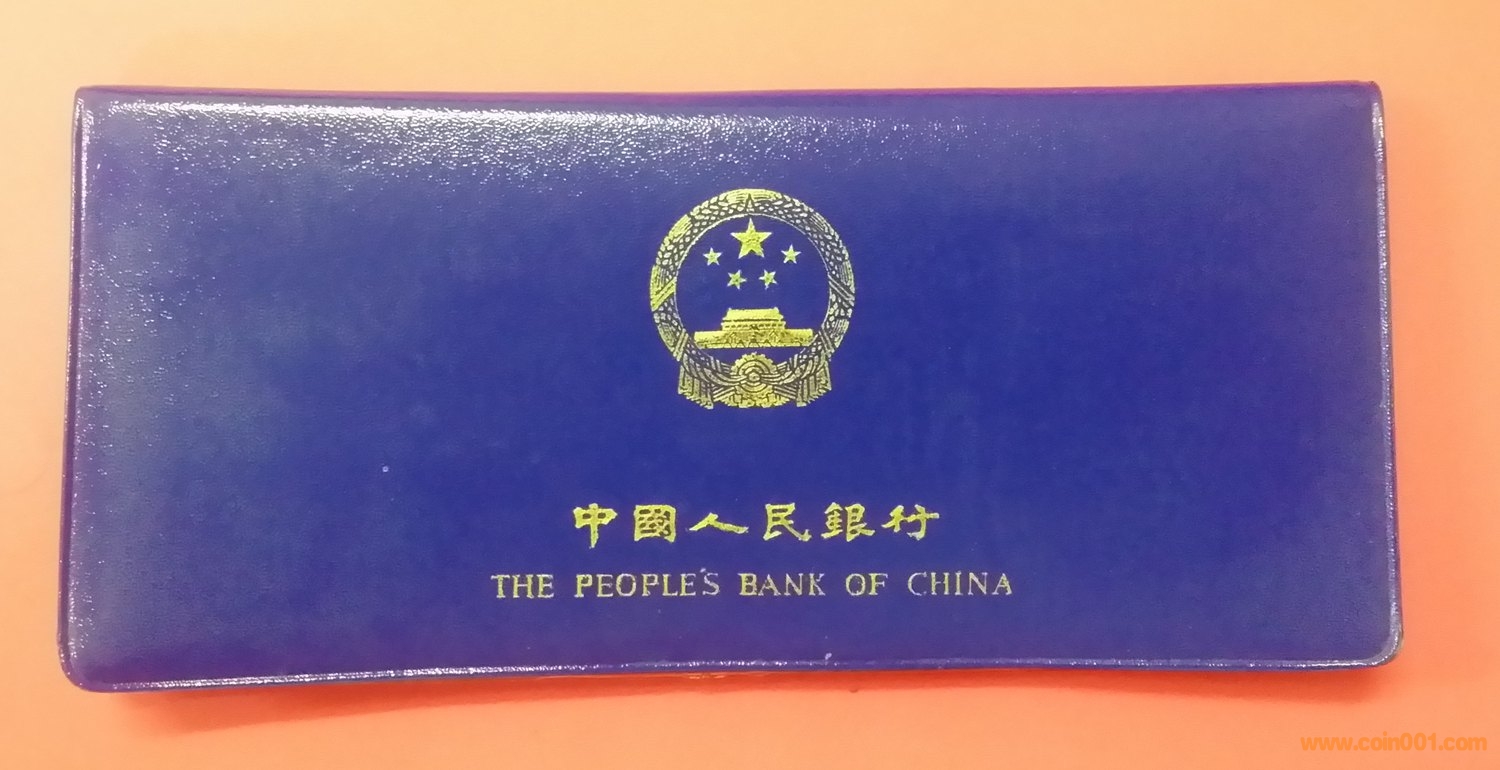 中國人民銀行
THE PEOPLE'S BANK OF CHINA
www.coin001.com